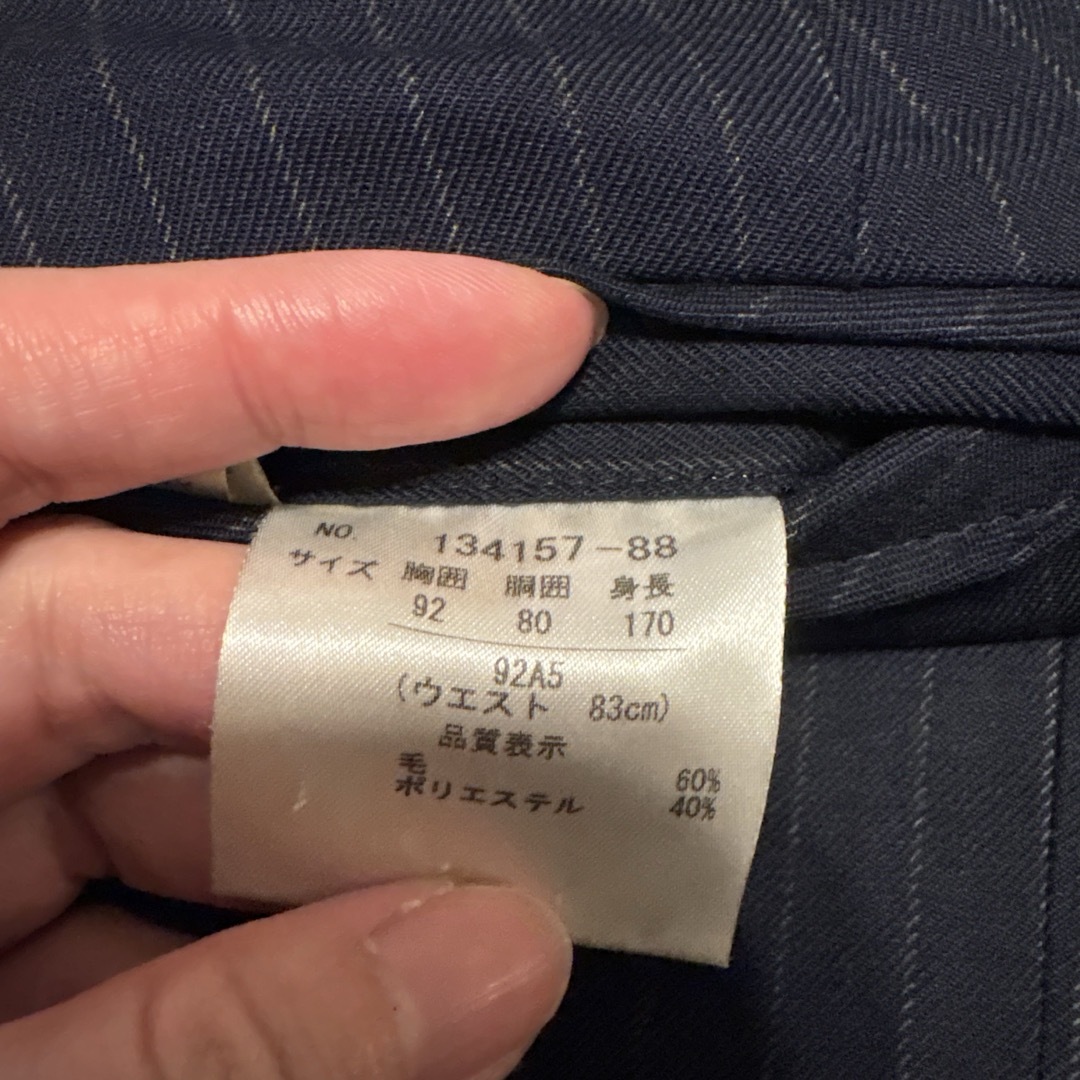 NO. 134157-88
サイズ 胸囲 胴囲 身長
92 80 170
92A5
(ウエスト 83cm)
品質表示
毛 60%
ポリエステル 40%